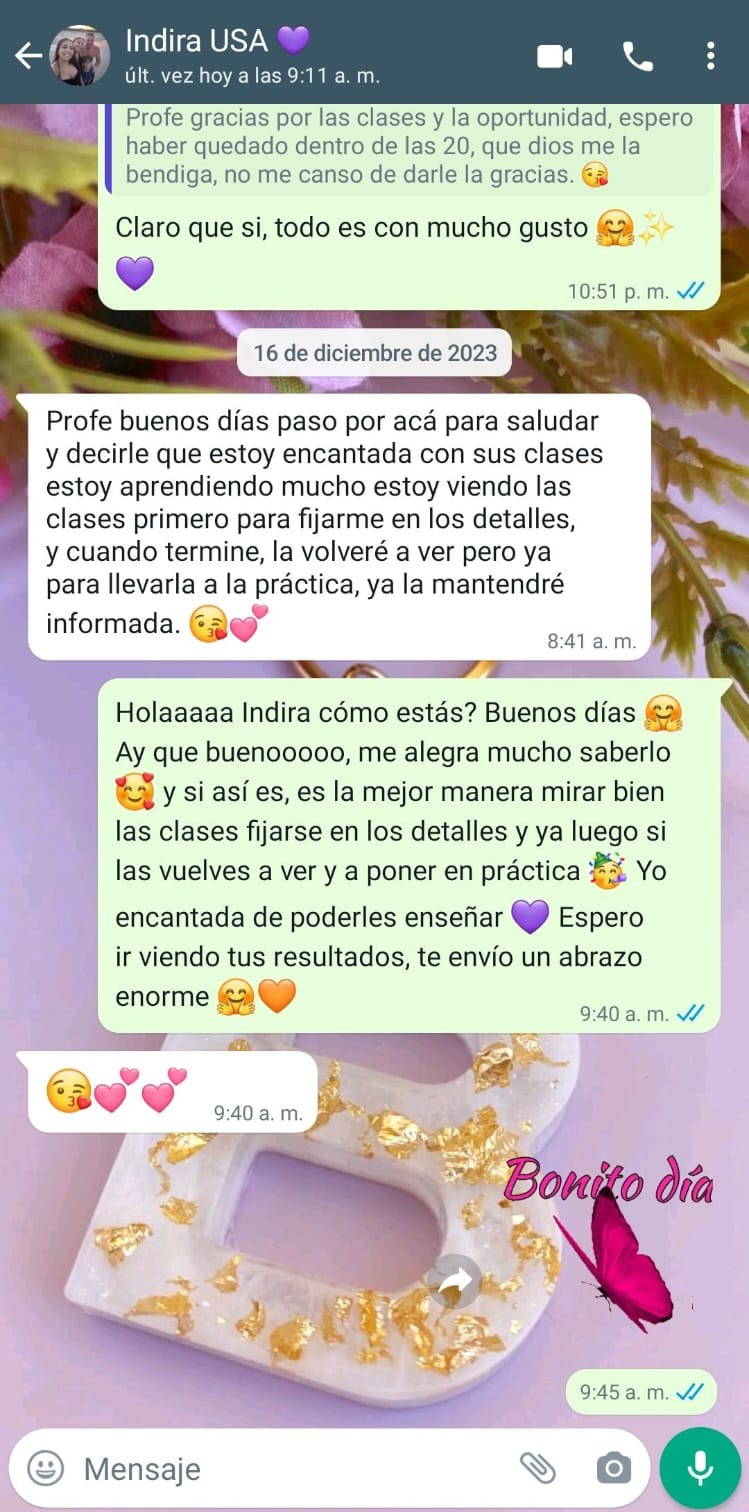 Indira USA 💜
últ. vez hoy a las 9:11 a. m.
Profe gracias por las clases y la oportunidad, espero
haber quedado dentro de las 20, que dios me la
bendiga, no me canso de darle la gracias. 😘
Claro que si, todo es con mucho gusto 🤗✨
💜
10:51 p. m.
16 de diciembre de 2023
Profe buenos días paso por acá para saludar
y decirle que estoy encantada con sus clases
estoy aprendiendo mucho estoy viendo las
clases primero para fijarme en los detalles,
y cuando termine, la volveré a ver pero ya
para llevarla a la práctica, ya la mantendré
informada. 😘💕
8:41 a. m.
Holaaaaa Indira cómo estás? Buenos días 🤗
Ay que buenooooo, me alegra mucho saberlo
🥰 y si así es, es la mejor manera mirar bien
las clases fijarse en los detalles y ya luego si
las vuelves a ver y a poner en práctica 🥳 Yo
encantada de poderles enseñar 💜 Espero
ir viendo tus resultados, te envío un abrazo
enorme 🤗🧡
9:40 a. m.
😘💕💕
9:40 a. m.
Bonito día
9:45 a. m.
Mensaje